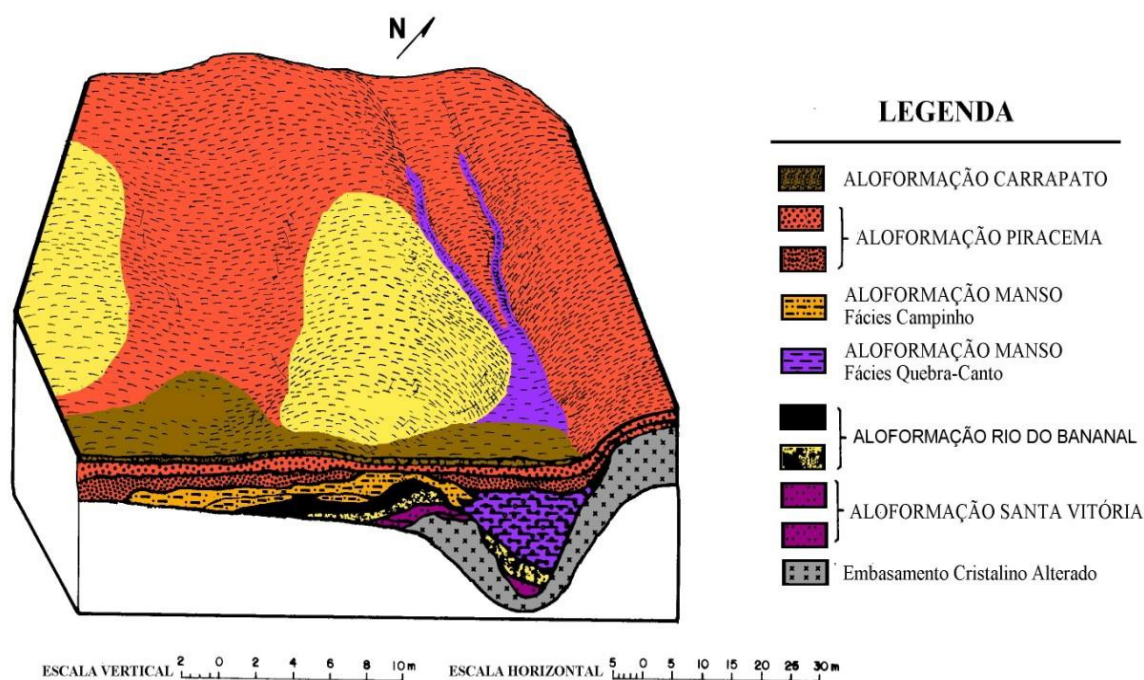 N
LEGENDA
ALOFORMAÇÃO CARRAPATO
ALOFORMAÇÃO PIRACEMA
ALOFORMAÇÃO MANSO
Fácies Campinho
ALOFORMAÇÃO MANSO
Fácies Quebra-Canto
ALOFORMAÇÃO RIO DO BANANAL
ALOFORMAÇÃO SANTA VITÓRIA
Embasamento Cristalino Alterado
ESCALA VERTICAL 2 0 2 4 6 8 10 m
ESCALA HORIZONTAL 5 0 5 10 15 20 25 30 m